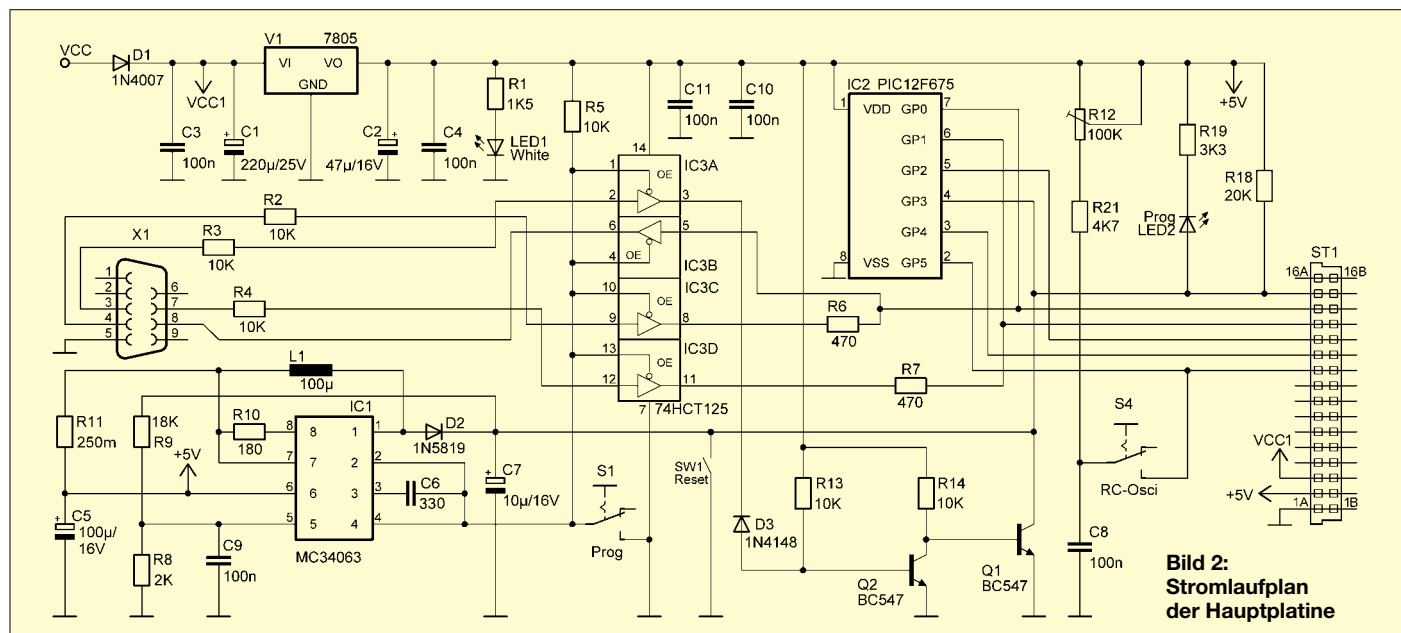 VCC
D1
1N4007
VCC1
V1
7805
VI
VO
GND
C3
100n
C1
220µ/25V
C2
47µ/16V
C4
100n
R1
1K5
LED1
White
R5
10K
C11
100n
C10
100n
14
IC3A
1
OE
2
3
6
5
4
OE
IC3B
IC3C
10
OE
9
8
IC3D
13
OE
12
11
7
74HCT125
IC2
PIC12F675
1
VDD
GP0
7
GP1
6
GP2
5
GP3
4
GP4
3
8
VSS
GP5
2
R12
100K
R21
4K7
+5V
R19
3K3
R18
20K
Prog
LED2
ST1
16A
16B
X1
1
2
3
4
5
6
7
8
9
R2
10K
R3
10K
R4
10K
R6
470
R7
470
L1
100µ
R11
250m
18K
R9
R10
180
IC1
8
7
6
5
8
7
6
5
1
2
3
4
1
2
3
4
MC34063
D2
1N5819
+5V
C5
100µ/
16V
R8
2K
C9
100n
C6
330
C7
10µ/16V
S1
Prog
SW1
Reset
R13
10K
R14
10K
D3
1N4148
Q2
BC547
Q1
BC547
S4
RC-Osci
C8
100n
VCC1
+5V
1A
1B
Bild 2:
Stromlaufplan
der Hauptplatine